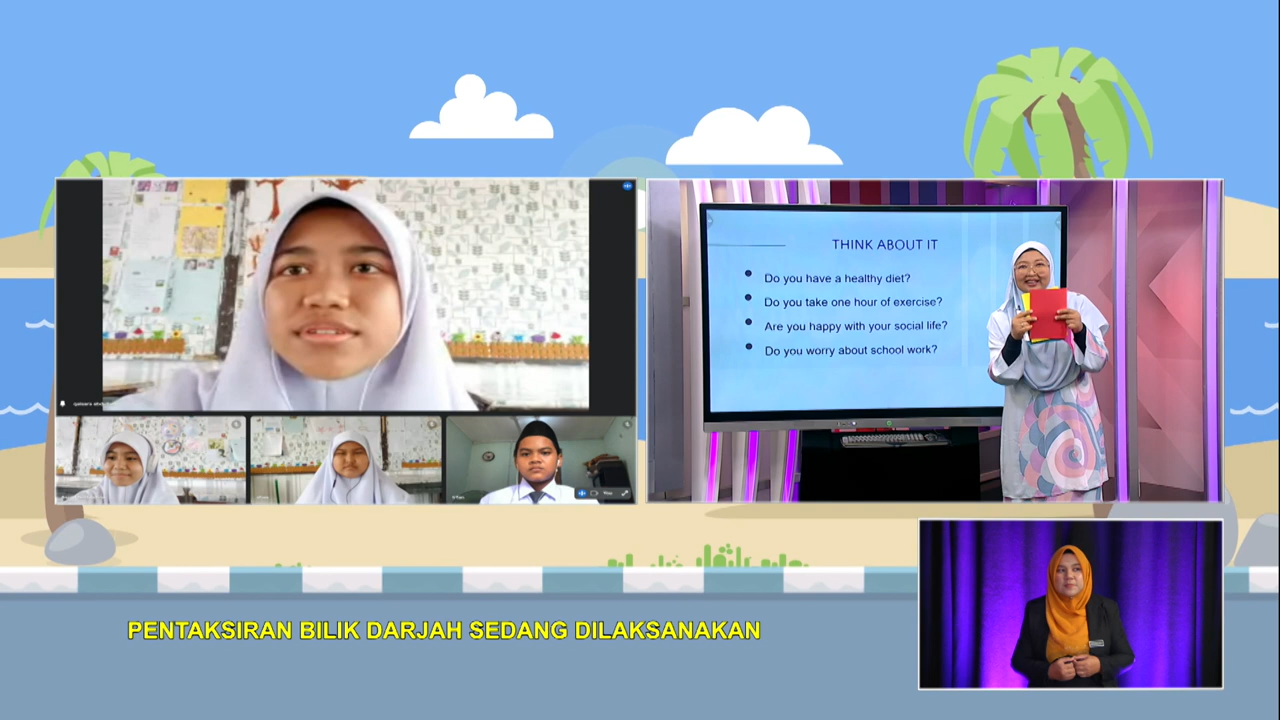 THINK ABOUT IT
Do you have a healthy diet?
Do you take one hour of exercise?
Are you happy with your social life?
Do you worry about school work?
PENTAKSIRAN BILIK DARJAH SEDANG DILAKSANAKAN